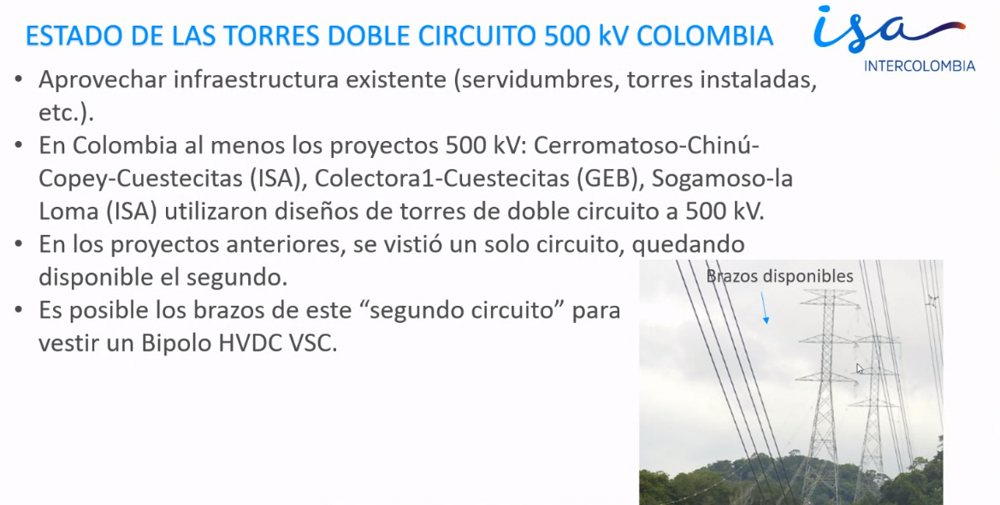 ESTADO DE LAS TORRES DOBLE CIRCUITO 500 kV COLOMBIA
isa
INTERCOLOMBIA
• Aprovechar infraestructura existente (servidumbres, torres instaladas,
etc.).
• En Colombia al menos los proyectos 500 kV: Cerromatoso-Chinú-
Copey-Cuestecitas (ISA), Colectora1-Cuestecitas (GEB), Sogamoso-la
Loma (ISA) utilizaron diseños de torres de doble circuito a 500 kV.
• En los proyectos anteriores, se vistió un solo circuito, quedando
disponible el segundo.
• Es posible los brazos de este “segundo circuito” para
vestir un Bipolo HVDC VSC.
Brazos disponibles